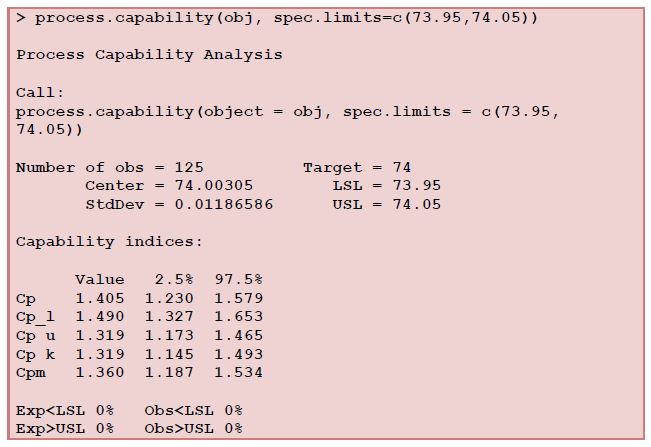 > process.capability(obj, spec.limits=c(73.95,74.05))
Process Capability Analysis
Call:
process.capability(object = obj, spec.limits = c(73.95,
74.05))
Number of obs = 125 Target = 74
Center = 74.00305 LSL = 73.95
StdDev = 0.01186586 USL = 74.05
Capability indices:
Value 2.5% 97.5%
Cp 1.405 1.230 1.579
Cp_l 1.490 1.327 1.653
Cp u 1.319 1.173 1.465
Cp k 1.319 1.145 1.493
Cpm 1.360 1.187 1.534
Exp<LSL 0% Obs<LSL 0%
Exp>USL 0% Obs>USL 0%